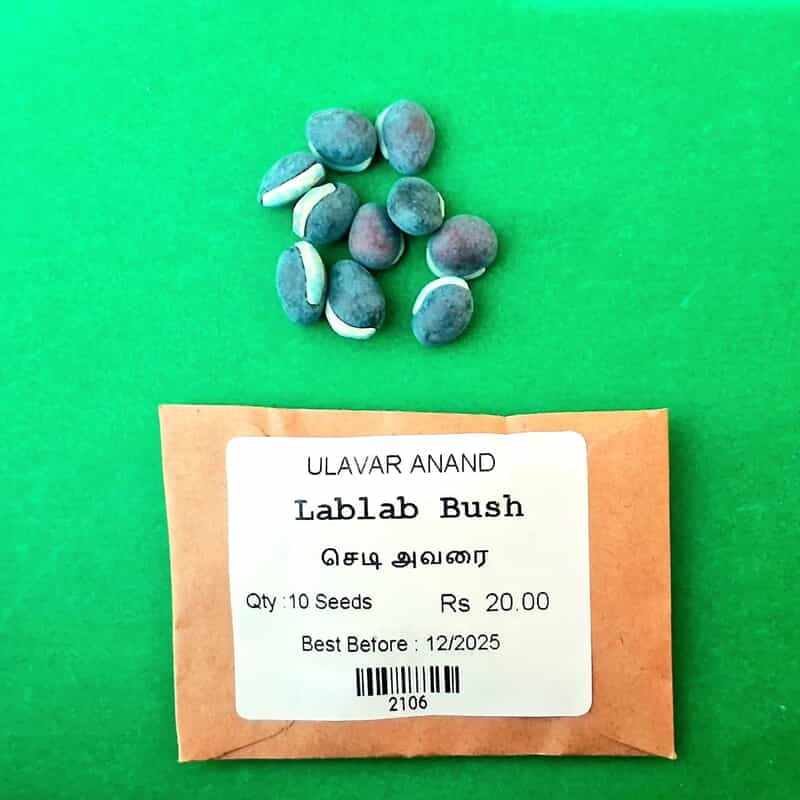 ULAVAR ANAND
Lablab Bush
செடி அவரை
Qty :10 Seeds Rs 20.00
Best Before : 12/2025
2106